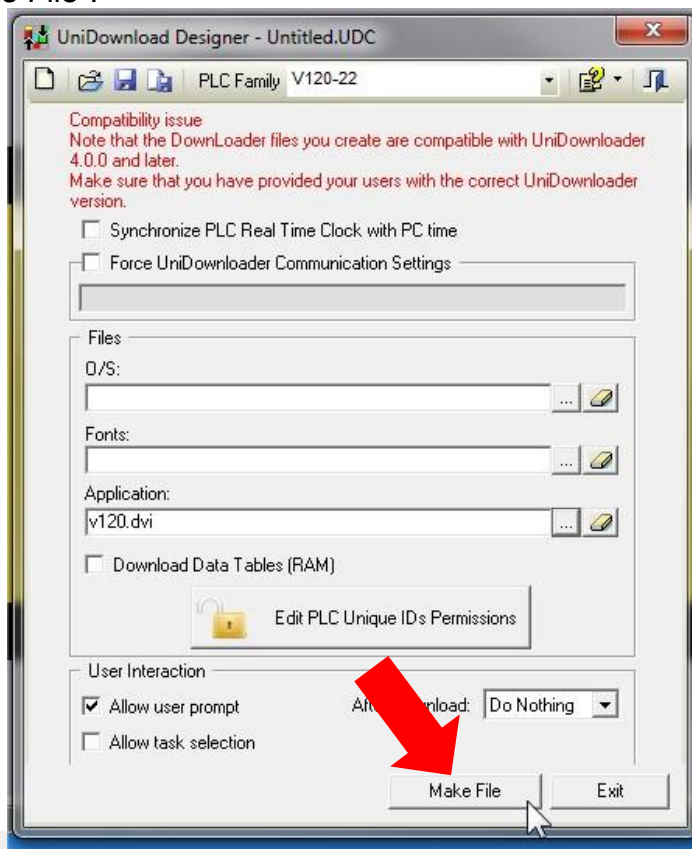 UniDownload Designer - Untitled.UDC
PLC Family V120-22
Compatibility issue
Note that the DownLoader files you create are compatible with UniDownloader
4.0.0 and later.
Make sure that you have provided your users with the correct UniDownloader
version.
Synchronize PLC Real Time Clock with PC time
Force UniDownloader Communication Settings
Files
O/S:
...
Fonts:
...
Application:
v120.dvi ...
Download Data Tables (RAM)
Edit PLC Unique IDs Permissions
User Interaction
Allow user prompt Do Nothing
Allow task selection
Make File Exit